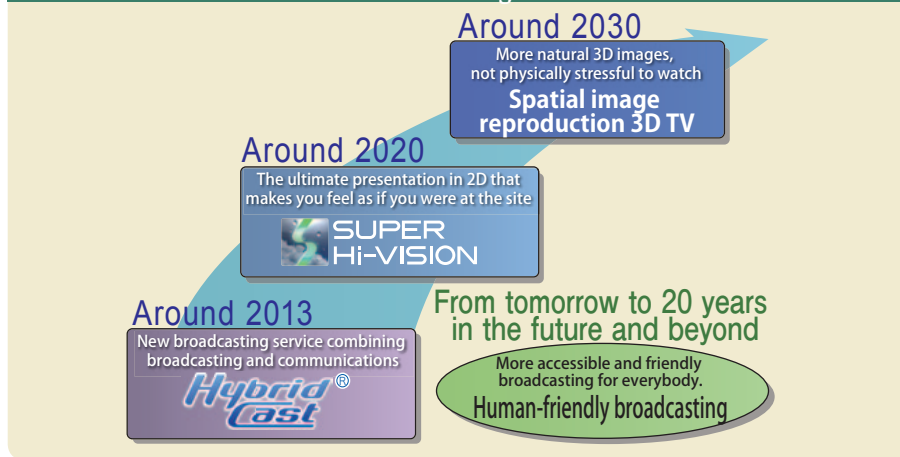 Around 2030
More natural 3D images,
not physically stressful to watch
Spatial image
reproduction 3D TV
Around 2020
The ultimate presentation in 2D that
makes you feel as if you were at the site
SUPER
Hi-VISION
Around 2013
New broadcasting service combining
broadcasting and communications
Hybrid®
Cast
From tomorrow to 20 years
in the future and beyond
More accessible and friendly
broadcasting for everybody.
Human-friendly broadcasting